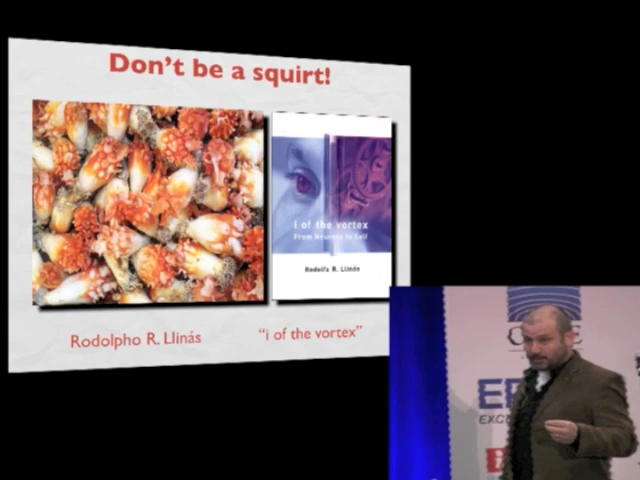 Don't be a squirt!
i of the vortex
From Neurons to Self
Rodolfo R. Llinás
Rodolpho R. Llinás
“i of the vortex”